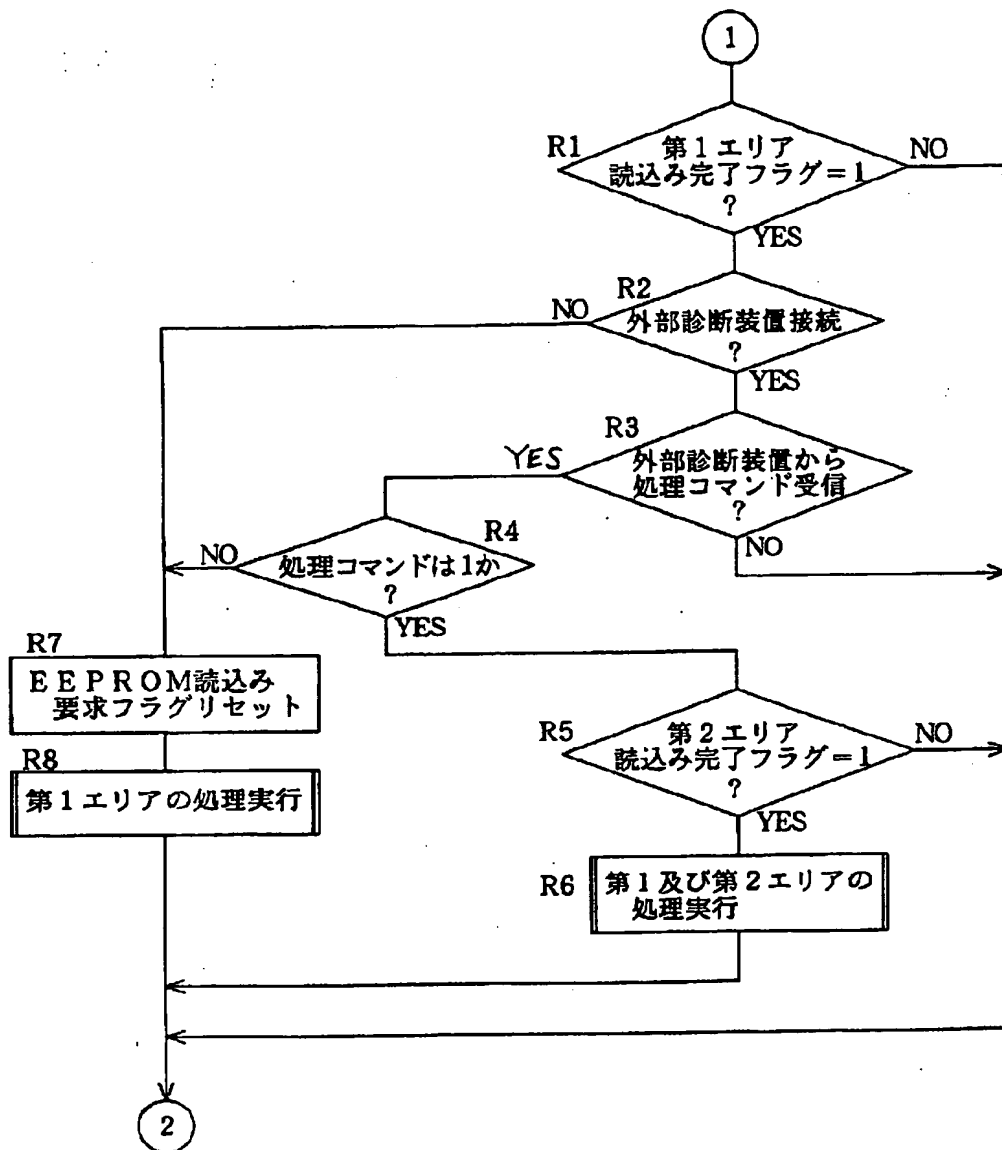 1
R1
第1エリア
読込み完了フラグ=1
?
NO
YES
R2
NO
外部診断装置接続
?
YES
R3
YES
外部診断装置から
処理コマンド受信
?
NO
R4
NO
処理コマンドは1か
?
YES
R7
EEPROM読込み
要求フラグリセット
R5
第2エリア
読込み完了フラグ=1
?
NO
YES
R8
第1エリアの処理実行
R6
第1及び第2エリアの
処理実行
2